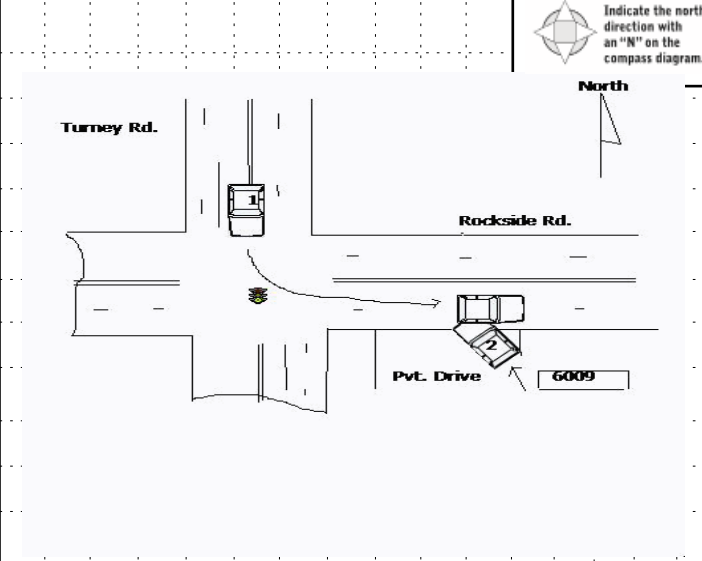 Indicate the north
direction with
an "N" on the
compass diagram.
North
Turney Rd.
1
Rockside Rd.
2
Pvt. Drive
6009